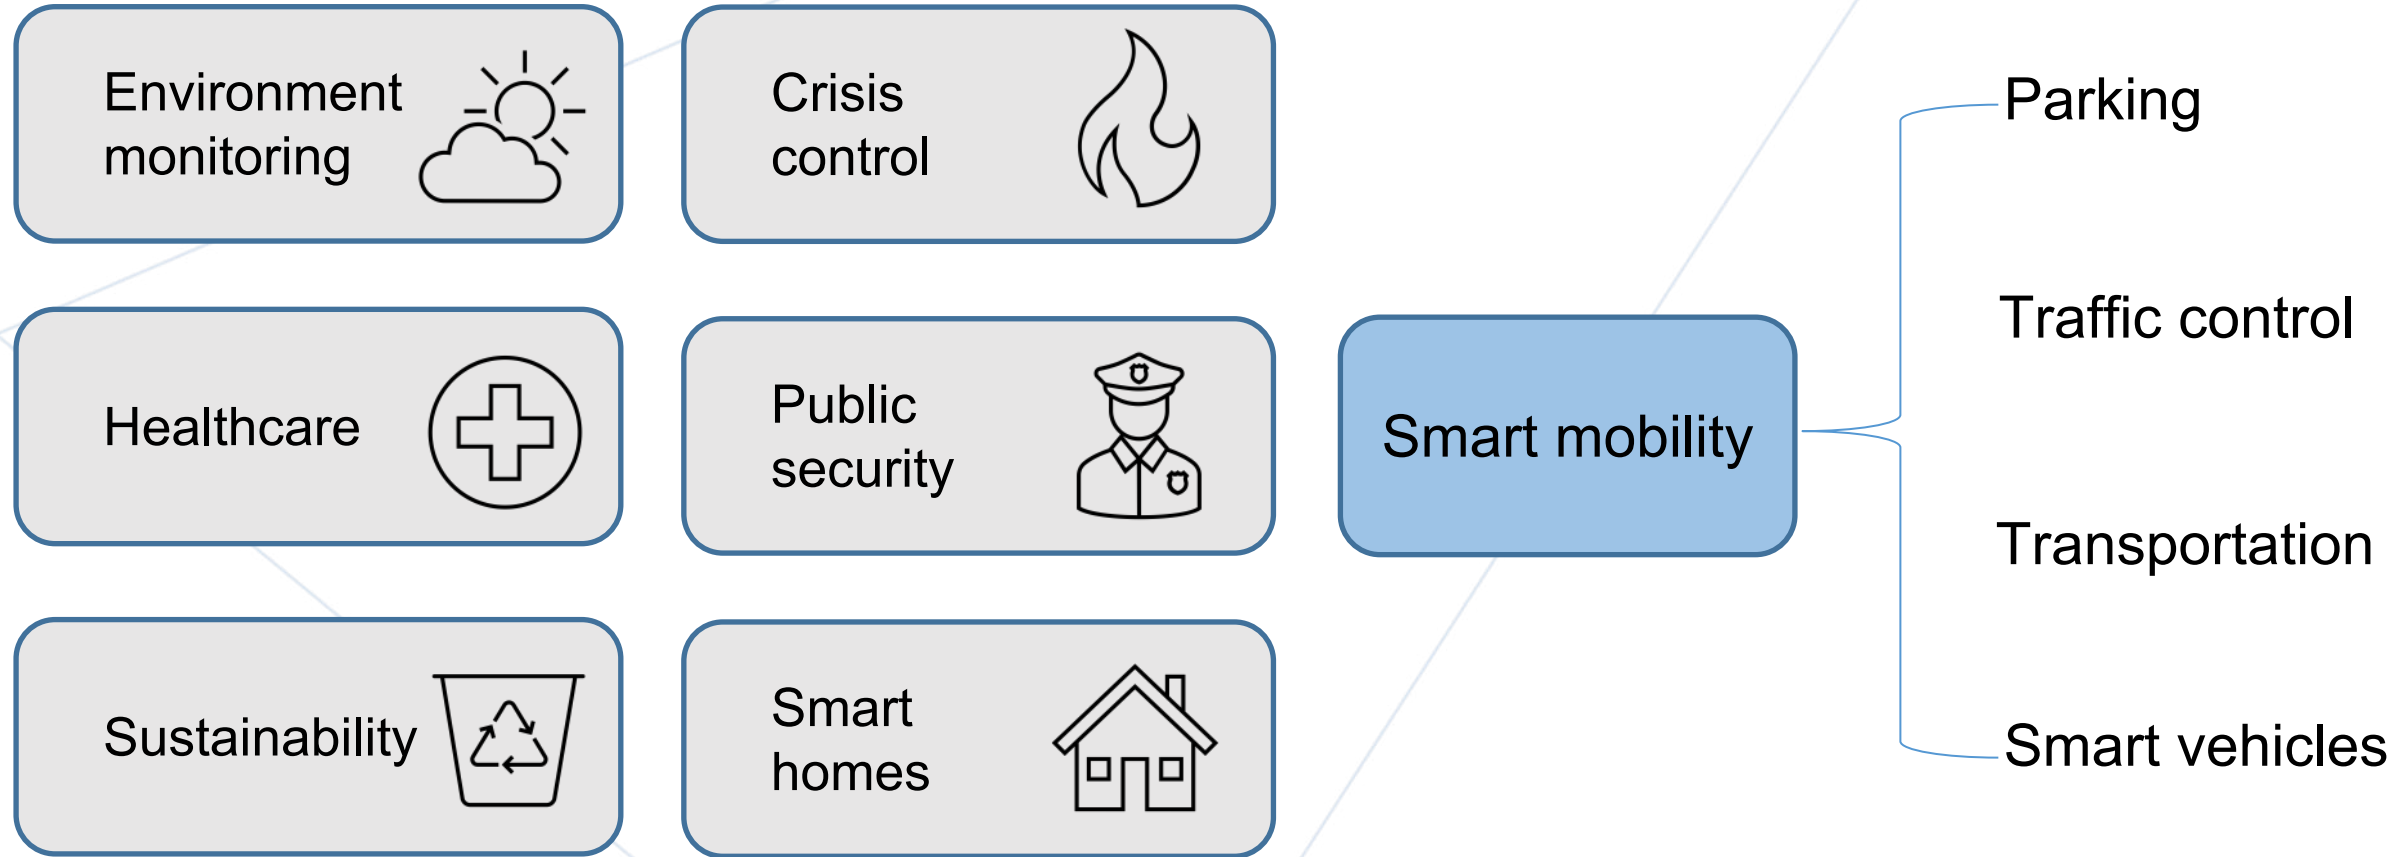 Environment
monitoring
Crisis
control
Healthcare
Public
security
Sustainability
Smart
homes
Smart mobility
Parking
Traffic control
Transportation
Smart vehicles